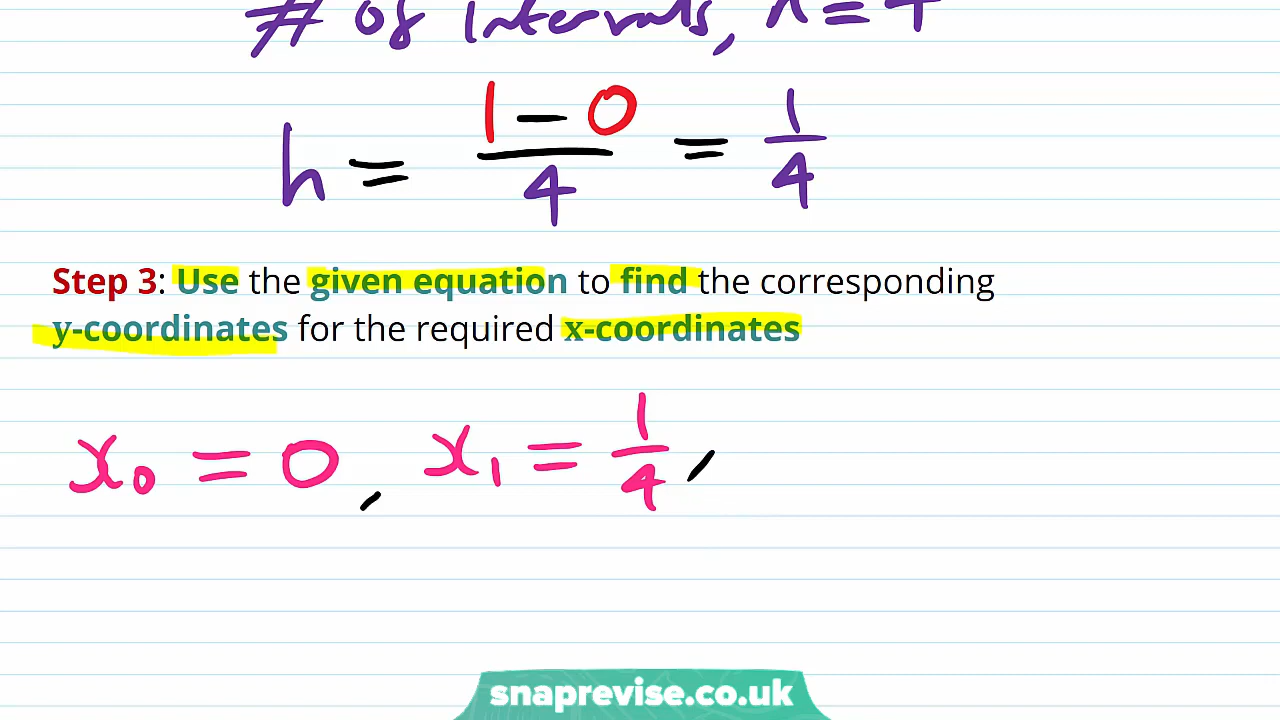 # of intervals, n = 4
h = 1 - 0 / 4 = 1 / 4
Step 3: Use the given equation to find the corresponding
y-coordinates for the required x-coordinates
x₀ = 0, x₁ = 1/4,
snaprevise.co.uk